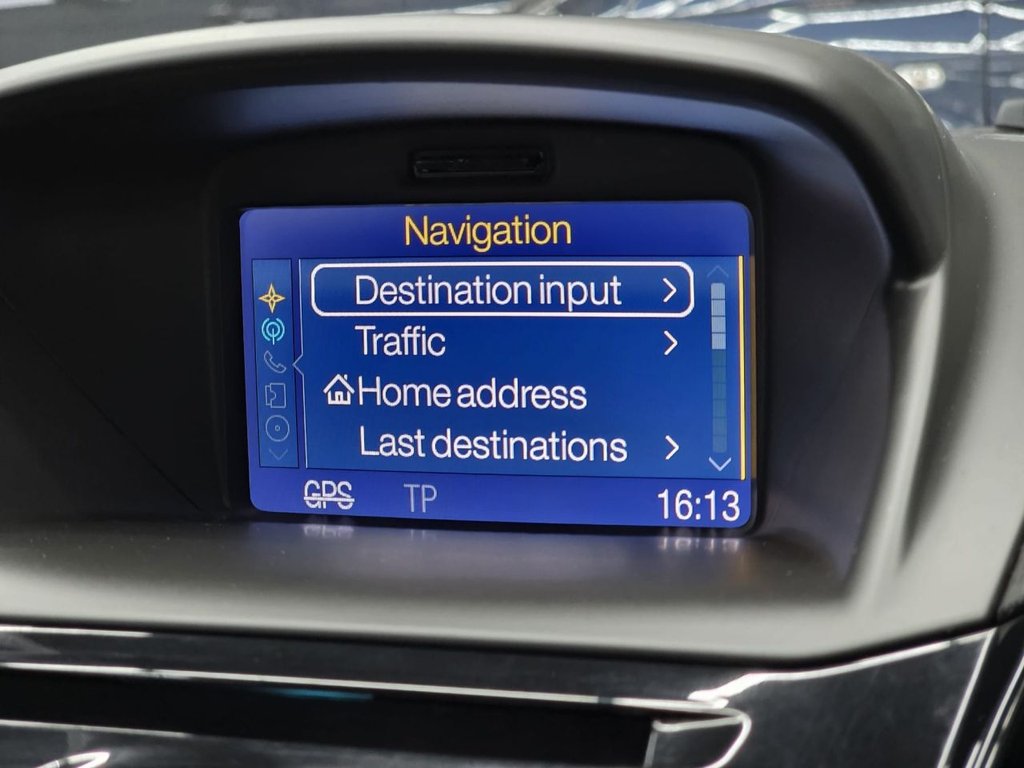 Navigation
Destination input
Traffic
Home address
Last destinations
GPS TP 16:13